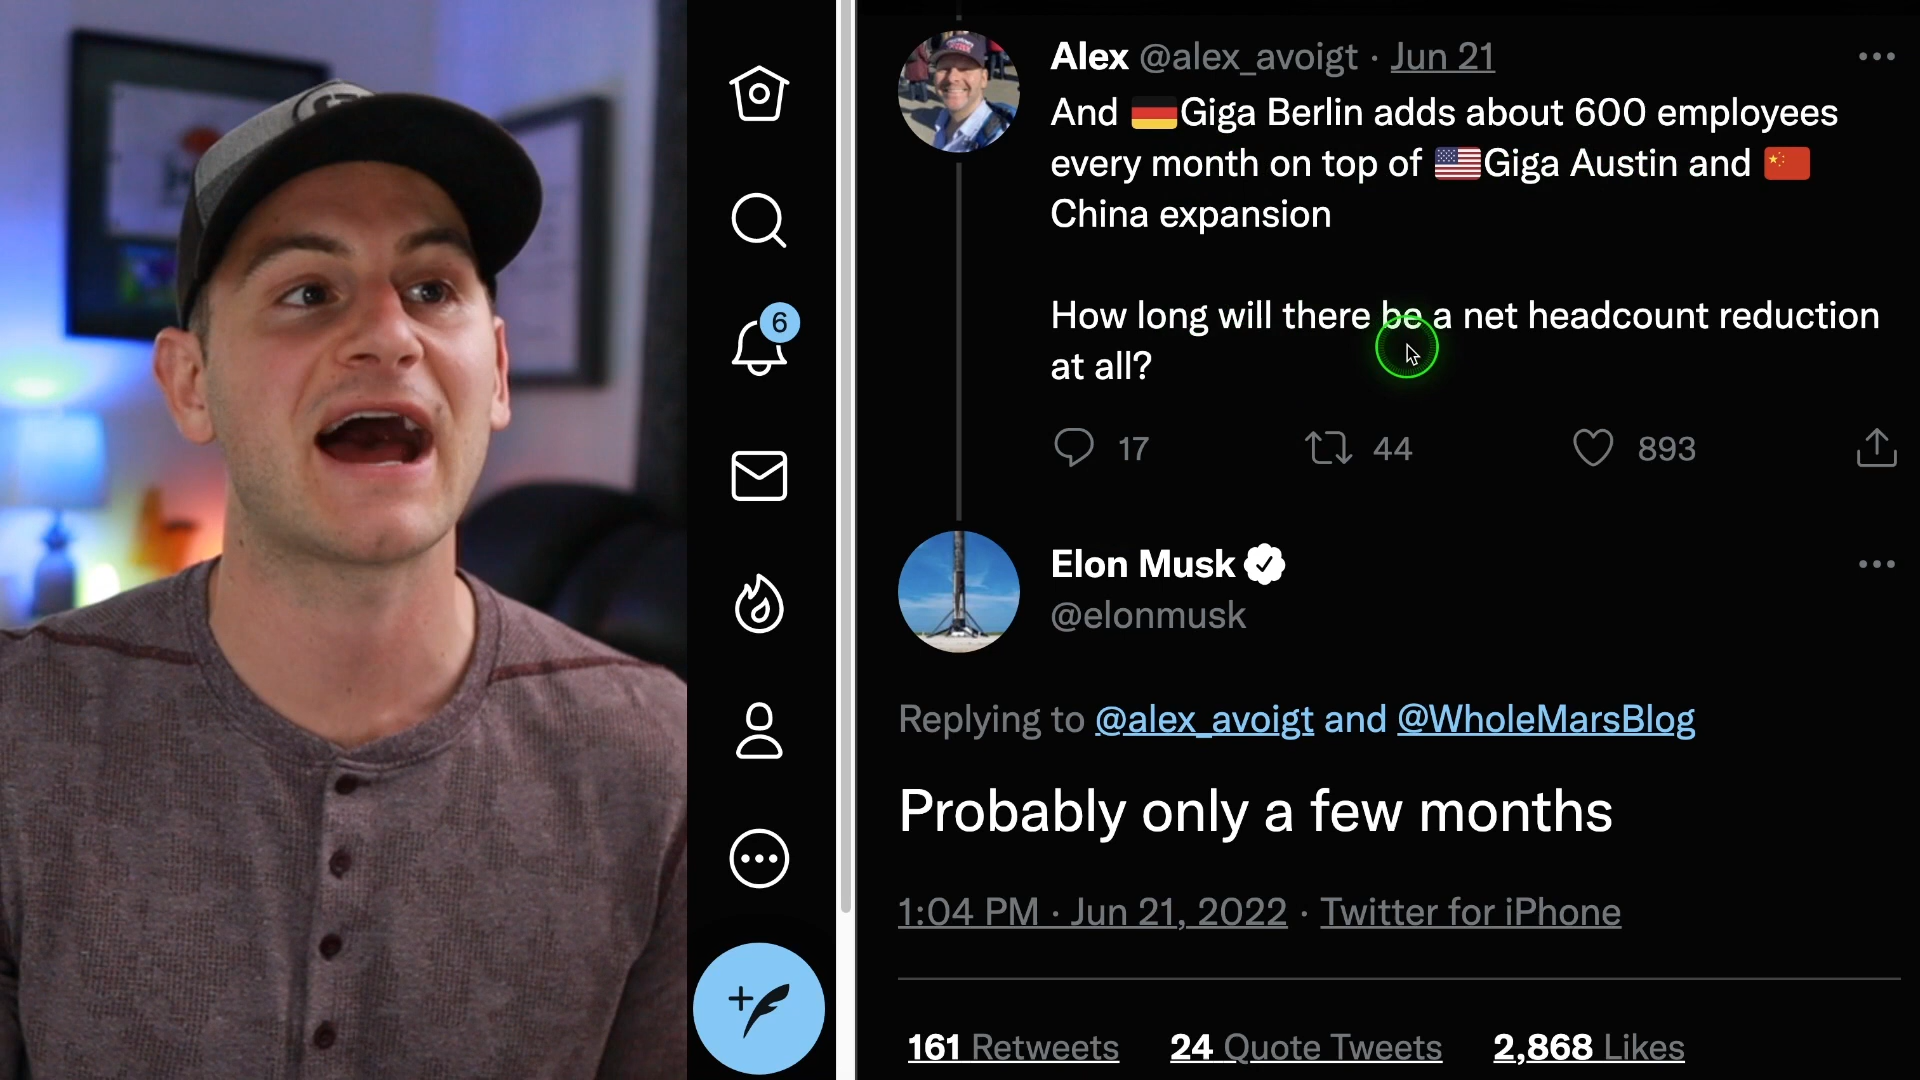 Alex @alex_avoigt · Jun 21
And 🇩🇪Giga Berlin adds about 600 employees
every month on top of 🇺🇸Giga Austin and 🇨🇳
China expansion
How long will there be a net headcount reduction
at all?
17 44 893
6
Elon Musk
@elonmusk
Replying to @alex_avoigt and @WholeMarsBlog
Probably only a few months
1:04 PM · Jun 21, 2022 · Twitter for iPhone
161 Retweets 24 Quote Tweets 2,868 Likes